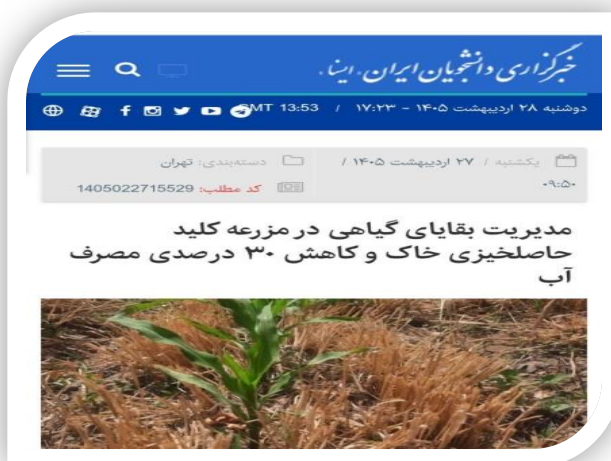 خبرگزاری دانشجویان ایران . ایسنا .
دوشنبه ۲۸ اردیبهشت ۱۴۰۵ - ۱۷:۲۳ / GMT 13:53
یکشنبه / ۲۷ اردیبهشت ۱۴۰۵ / ۰۹:۵۰
دسته‌بندی: تهران
کد مطلب: 1405022715529
مدیریت بقایای گیاهی در مزرعه کلید
حاصلخیزی خاک و کاهش ۳۰ درصدی مصرف
آب